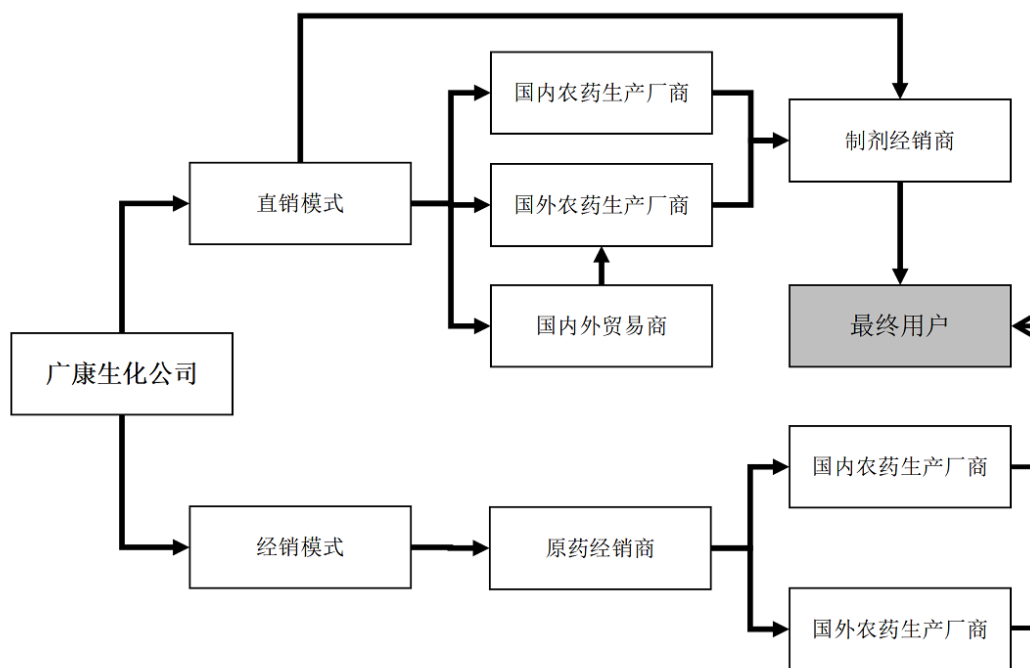 国内农药生产厂商
制剂经销商
直销模式
国外农药生产厂商
国内外贸易商
最终用户
广康生化公司
国内农药生产厂商
经销模式
原药经销商
国外农药生产厂商